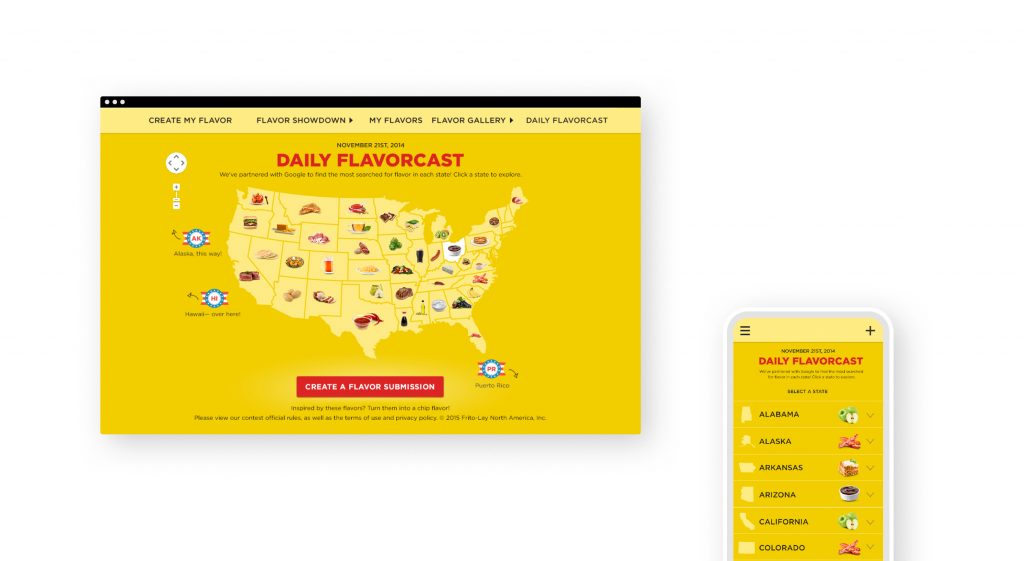 CREATE MY FLAVOR FLAVOR SHOWDOWN MY FLAVORS FLAVOR GALLERY DAILY FLAVORCAST
NOVEMBER 21ST, 2014
DAILY FLAVORCAST
We've partnered with Google to find the most searched for flavor in each state! Click a state to explore.
AK
Alaska, this way!
HI
Hawaii— over here!
PR
Puerto Rico
CREATE A FLAVOR SUBMISSION
Inspired by these flavors? Turn them into a chip flavor!
Please view our contest official rules, as well as the terms of use and privacy policy. © 2015 Frito-Lay North America, Inc.
NOVEMBER 21ST, 2014
DAILY FLAVORCAST
We've partnered with Google to find the most searched
for flavor in each state! Click a state to explore.
SELECT A STATE
ALABAMA
ALASKA
ARKANSAS
ARIZONA
CALIFORNIA
COLORADO